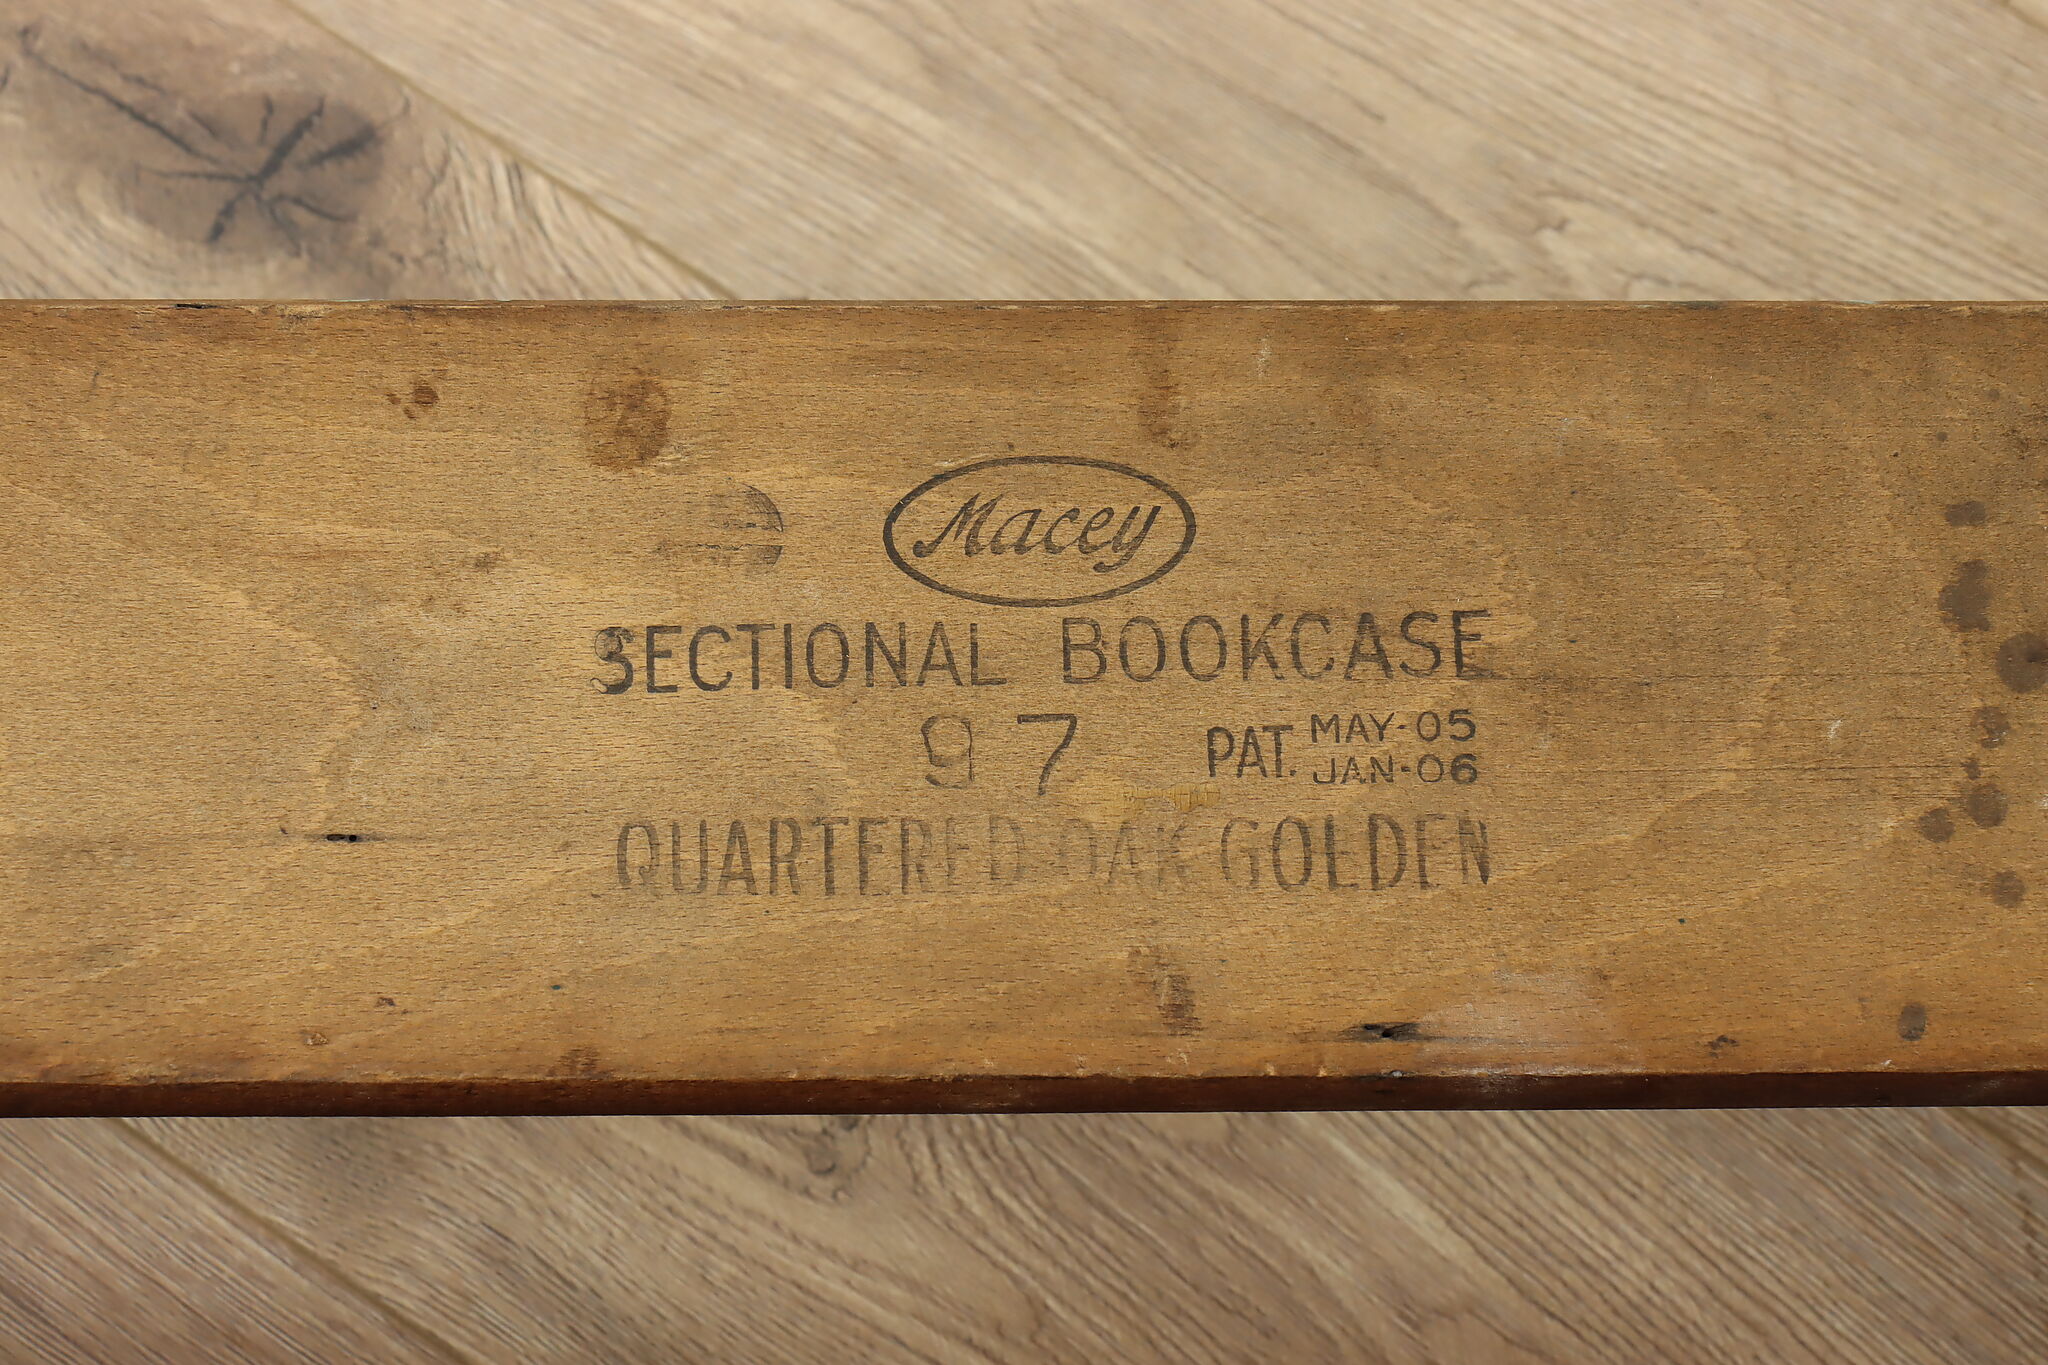 Macey
SECTIONAL BOOKCASE
97 PAT. MAY-05
JAN-06
QUARTERED OAK GOLDEN